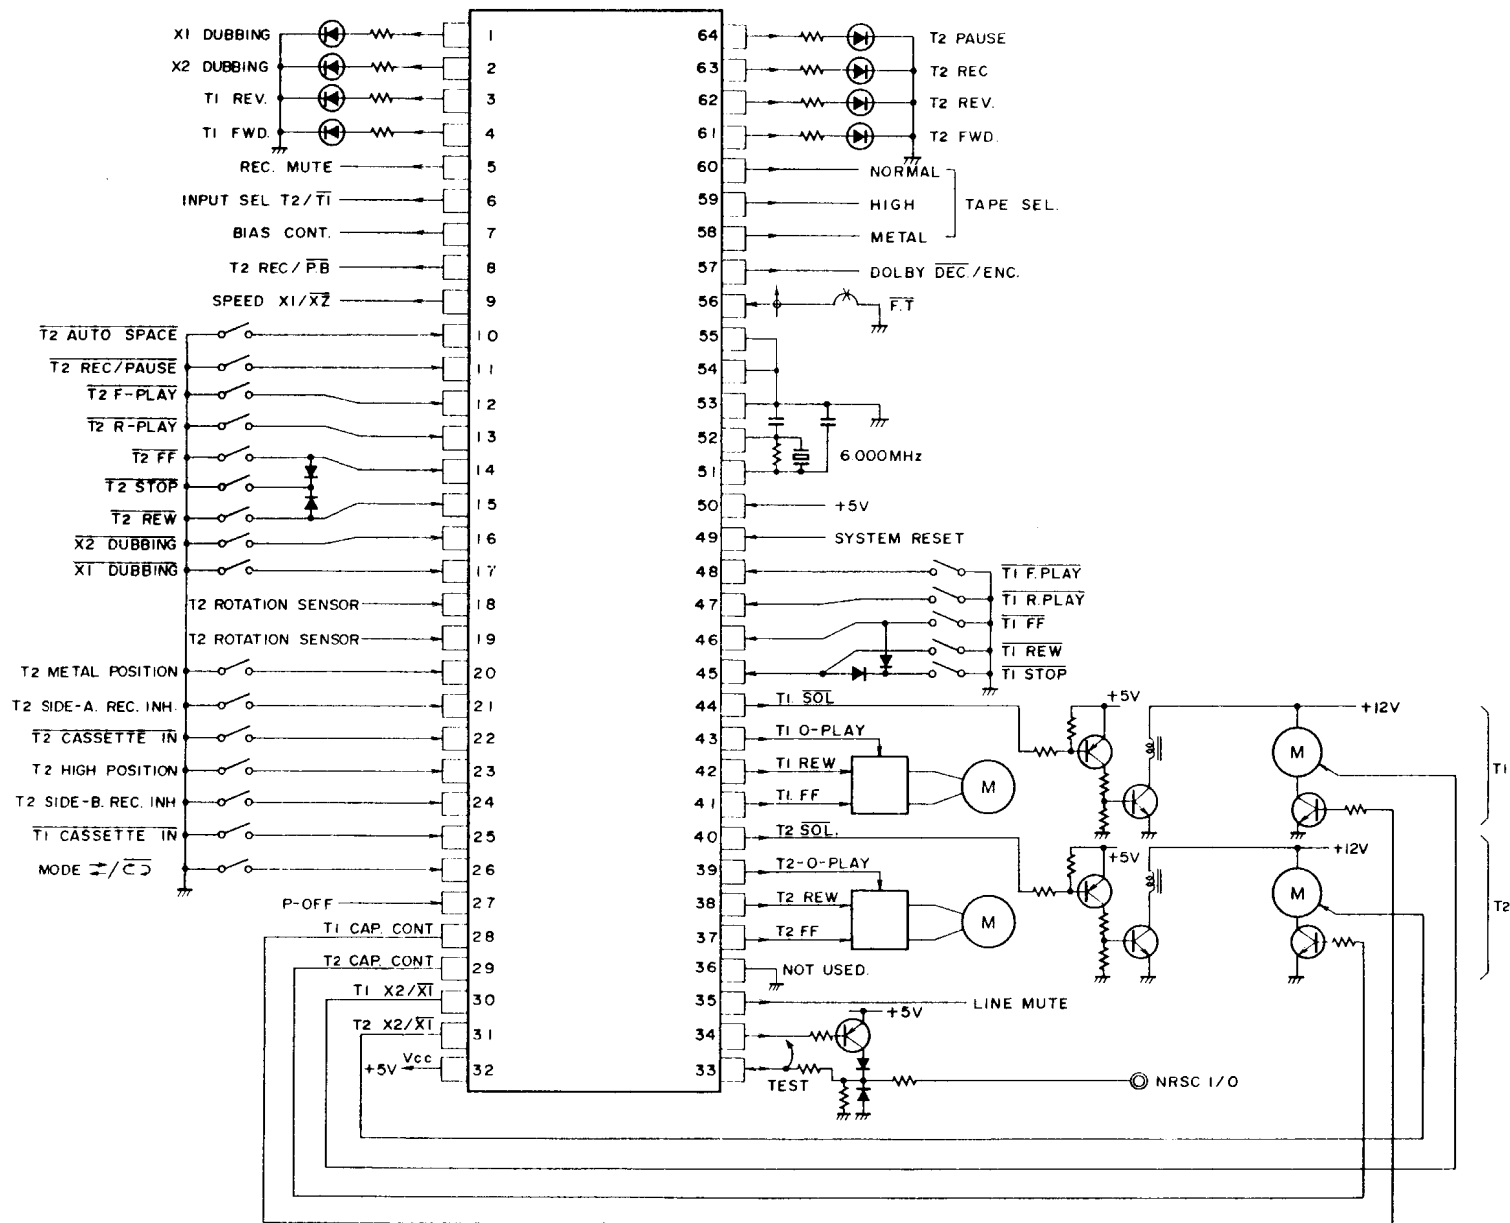 X1 DUBBING 1
X2 DUBBING 2
T1 REV. 3
T1 FWD. 4
REC. MUTE 5
INPUT SEL T2/T1 6
BIAS CONT. 7
T2 REC/PB 8
SPEED X1/X2 9
T2 AUTO SPACE 10
T2 REC/PAUSE 11
T2 F-PLAY 12
T2 R-PLAY 13
T2 FF 14
T2 STOP
T2 REW 15
X2 DUBBING 16
X1 DUBBING 17
T2 ROTATION SENSOR 18
T2 ROTATION SENSOR 19
T2 METAL POSITION 20
T2 SIDE-A. REC. INH. 21
T2 CASSETTE IN 22
T2 HIGH POSITION 23
T2 SIDE-B. REC. INH 24
T1 CASSETTE IN 25
MODE ⇄/⊂⊃ 26
P-OFF 27
T1 CAP. CONT 28
T2 CAP. CONT 29
T1 X2/X1 30
T2 X2/X1 31
+5V Vcc 32
64 T2 PAUSE
63 T2 REC
62 T2 REV.
61 T2 FWD.
60 NORMAL
59 HIGH TAPE SEL.
58 METAL
57 DOLBY DEC./ENC.
56 F.T
55
54
53
52
51 6.000MHz
50 +5V
49 SYSTEM RESET
48 T1 F.PLAY
47 T1 R.PLAY
46 T1 FF
T1 REW
45 T1 STOP
44 T1. SOL
43 T1 O-PLAY
42 T1 REW
41 T1. FF
M
+5V
+12V
M
T1
40 T2 SOL.
39 T2-O-PLAY
38 T2 REW
37 T2 FF
M
+5V
+12V
M
T2
36 NOT USED.
35 LINE MUTE
34 +5V
33 TEST
NRSC I/O